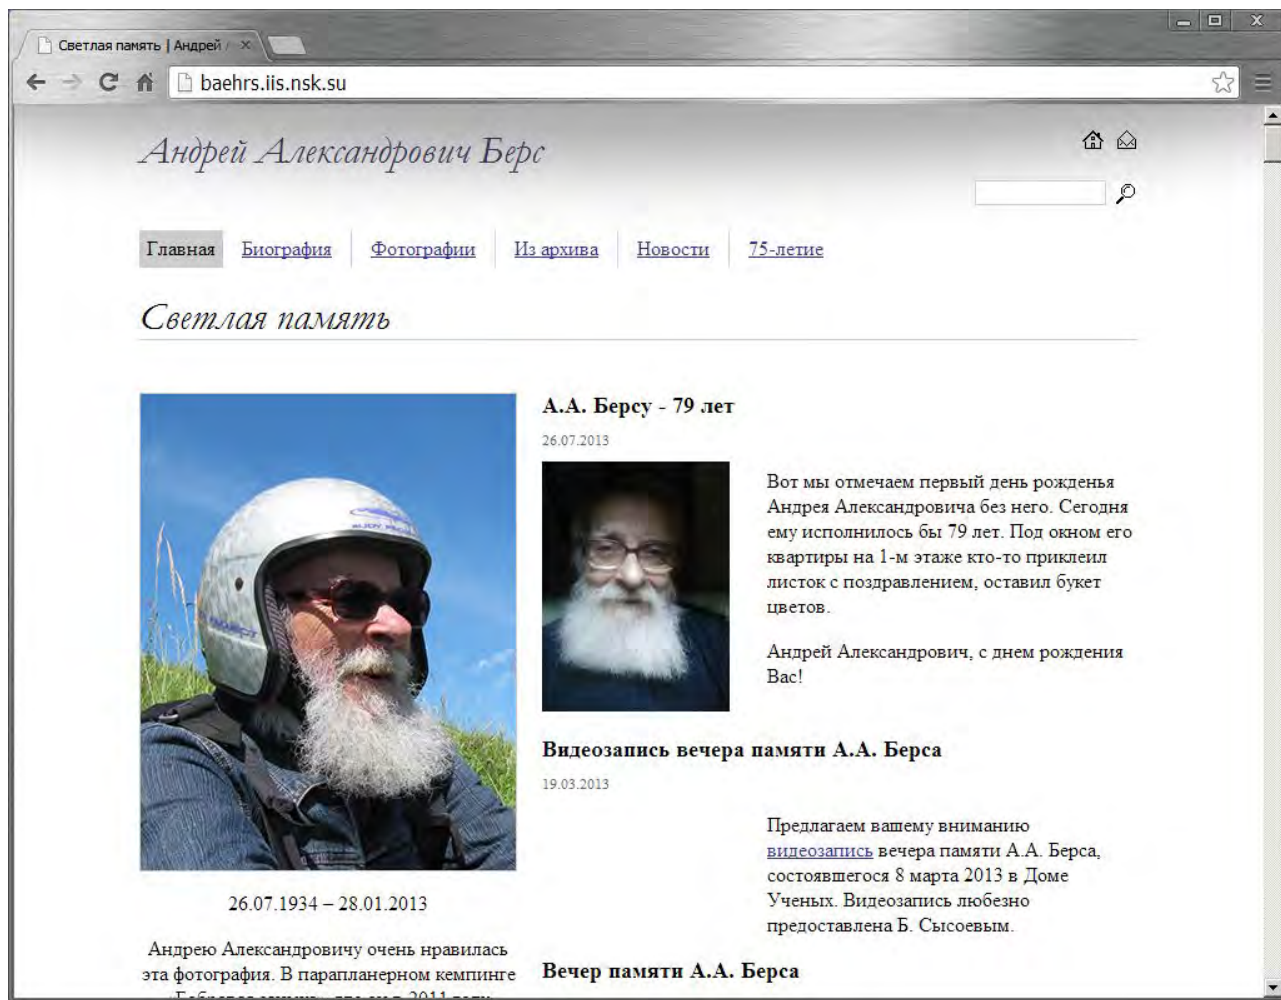 Светлая память | Андрей
baehrs.iis.nsk.su
Андрей Александрович Берс
Главная
Биография
Фотографии
Из архива
Новости
75-летие
Светлая память
26.07.1934 – 28.01.2013
Андрею Александровичу очень нравилась
эта фотография. В парапланерном кемпинге
А.А. Берсу - 79 лет
26.07.2013
Вот мы отмечаем первый день рожденья
Андрея Александровича без него. Сегодня
ему исполнилось бы 79 лет. Под окном его
квартиры на 1-м этаже кто-то приклеил
листок с поздравлением, оставил букет
цветов.
Андрей Александрович, с днем рождения
Вас!
Видеозапись вечера памяти А.А. Берса
19.03.2013
Предлагаем вашему вниманию
видеозапись вечера памяти А.А. Берса,
состоявшегося 8 марта 2013 в Доме
Ученых. Видеозапись любезно
предоставлена Б. Сысоевым.
Вечер памяти А.А. Берса